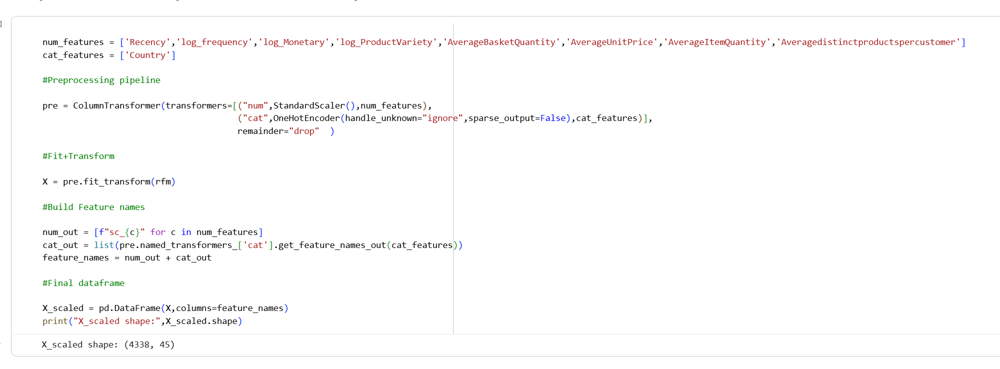 num_features = ['Recency','log_frequency','log_Monetary','log_ProductVariety','AverageBasketQuantity','AverageUnitPrice','AverageItemQuantity','Averagedistinctproductspercustomer']
cat_features = ['Country']
#Preprocessing pipeline
pre = ColumnTransformer(transformers=[("num",StandardScaler(),num_features),
("cat",OneHotEncoder(handle_unknown="ignore",sparse_output=False),cat_features)],
remainder="drop"  )
#Fit+Transform
X = pre.fit_transform(rfm)
#Build Feature names
num_out = [f"sc_{c}" for c in num_features]
cat_out = list(pre.named_transformers_['cat'].get_feature_names_out(cat_features))
feature_names = num_out + cat_out
#Final dataframe
X_scaled = pd.DataFrame(X,columns=feature_names)
print("X_scaled shape:",X_scaled.shape)
X_scaled shape: (4338, 45)